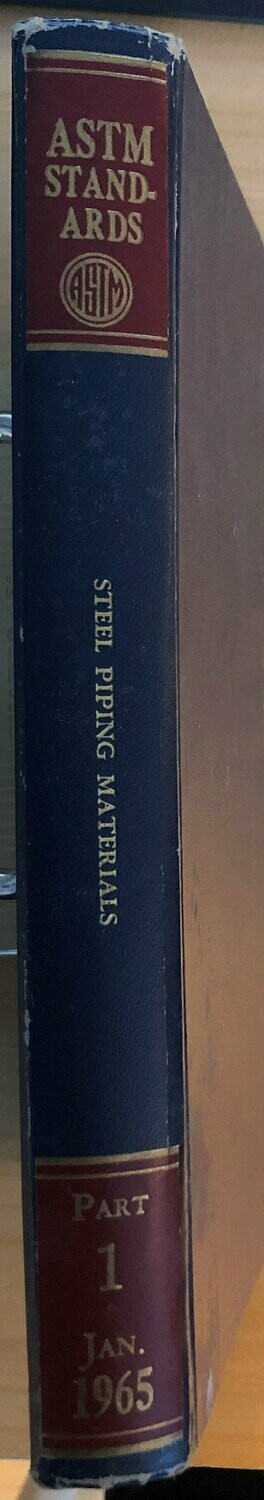 ASTM
STAND-
ARDS
ASTM
STEEL PIPING MATERIALS
PART
1
JAN.
1965